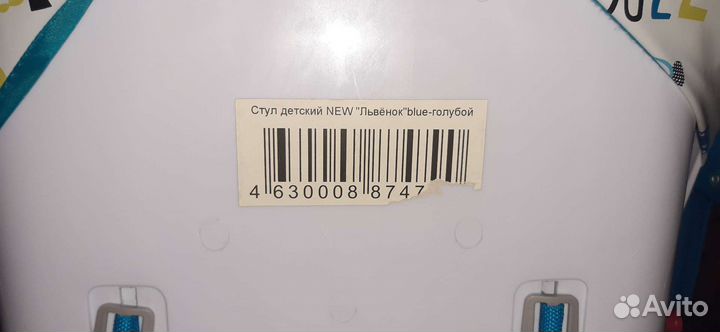 Стул детский NEW "Львёнок"blue-голубой
4 630008 8747
Avito